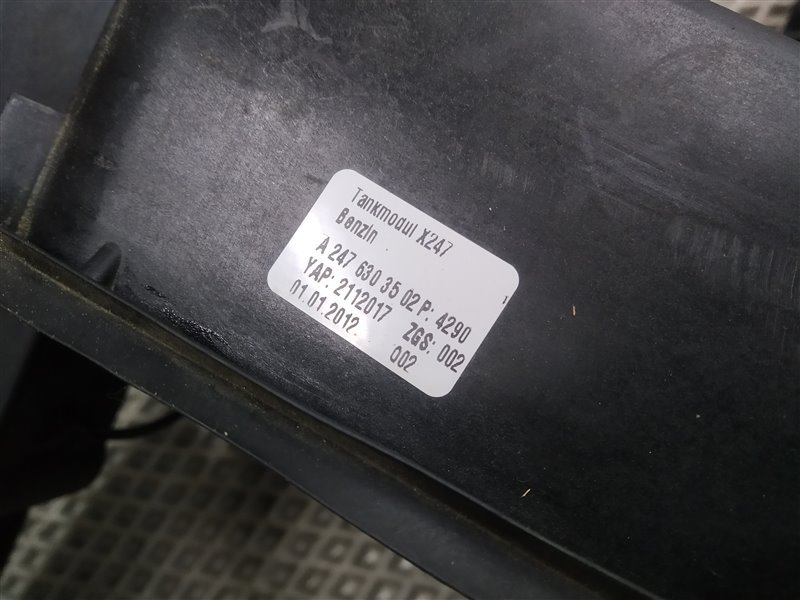 Tankmodul X247
Benzin
A 247 630 35 02 P: 4290
YAP: 2112017 ZGS: 002
01.01.2012 002